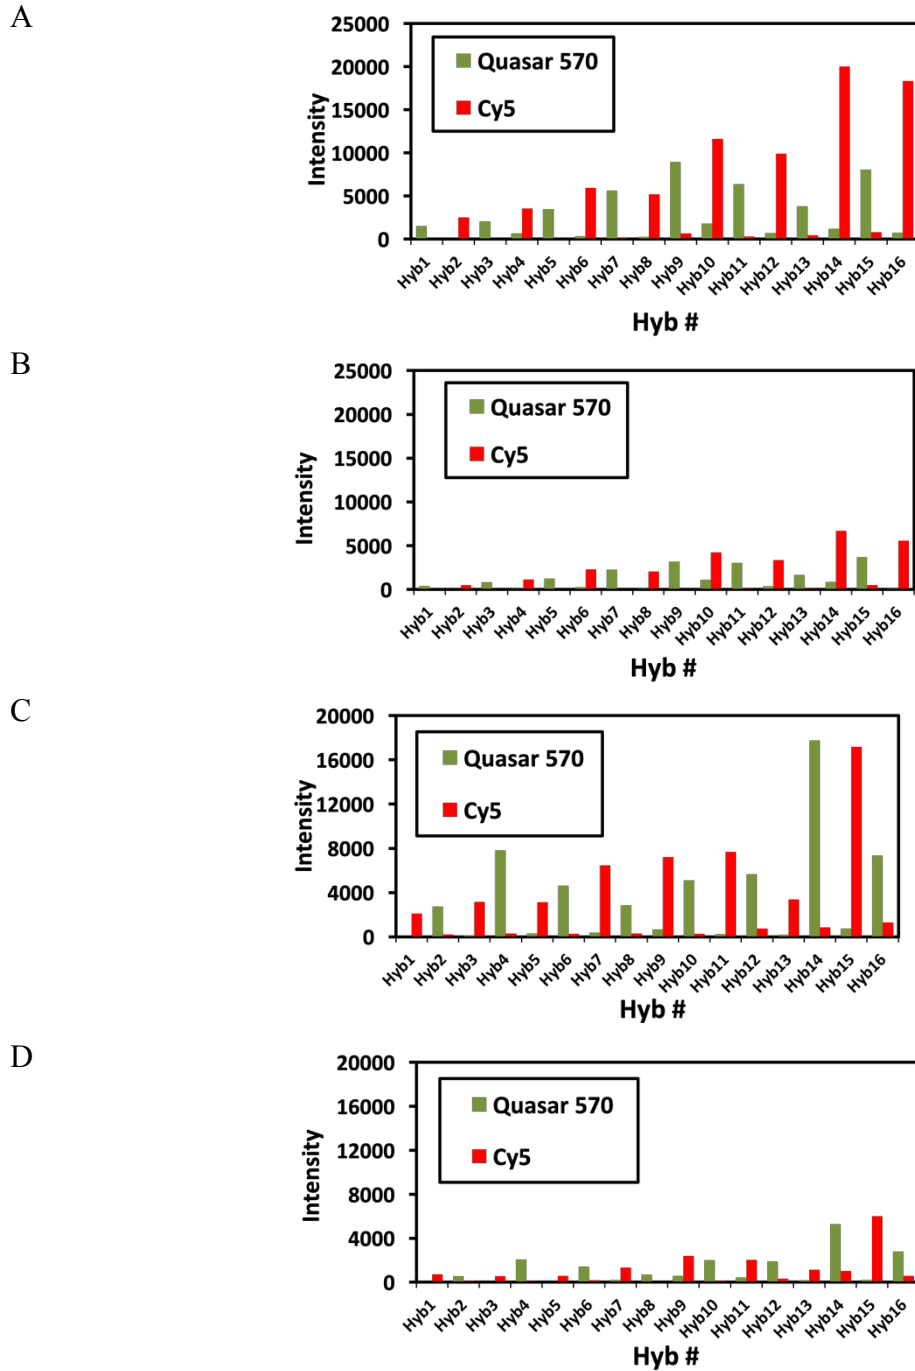 A
25000
20000
15000
10000
5000
0
Intensity
Quasar 570
Cy5
Hyb1 Hyb2 Hyb3 Hyb4 Hyb5 Hyb6 Hyb7 Hyb8 Hyb9 Hyb10 Hyb11 Hyb12 Hyb13 Hyb14 Hyb15 Hyb16
Hyb #
B
25000
20000
15000
10000
5000
0
Intensity
Quasar 570
Cy5
Hyb1 Hyb2 Hyb3 Hyb4 Hyb5 Hyb6 Hyb7 Hyb8 Hyb9 Hyb10 Hyb11 Hyb12 Hyb13 Hyb14 Hyb15 Hyb16
Hyb #
C
20000
16000
12000
8000
4000
0
Intensity
Quasar 570
Cy5
Hyb1 Hyb2 Hyb3 Hyb4 Hyb5 Hyb6 Hyb7 Hyb8 Hyb9 Hyb10 Hyb11 Hyb12 Hyb13 Hyb14 Hyb15 Hyb16
Hyb #
D
20000
16000
12000
8000
4000
0
Intensity
Quasar 570
Cy5
Hyb1 Hyb2 Hyb3 Hyb4 Hyb5 Hyb6 Hyb7 Hyb8 Hyb9 Hyb10 Hyb11 Hyb12 Hyb13 Hyb14 Hyb15 Hyb16
Hyb #